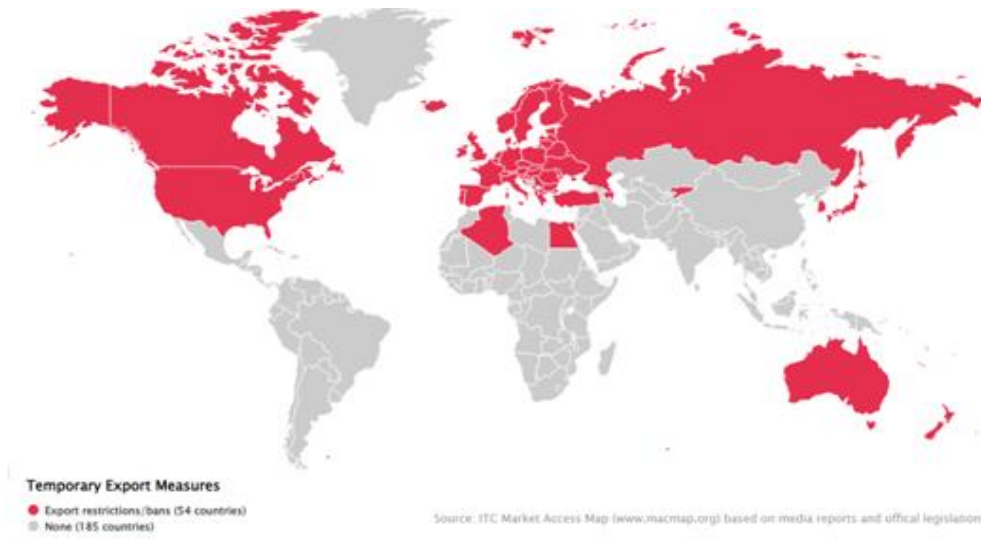 Temporary Export Measures
Export restrictions/bans (54 countries)
None (185 countries)
Source: ITC Market Access Map (www.macmap.org) based on media reports and offical legislation